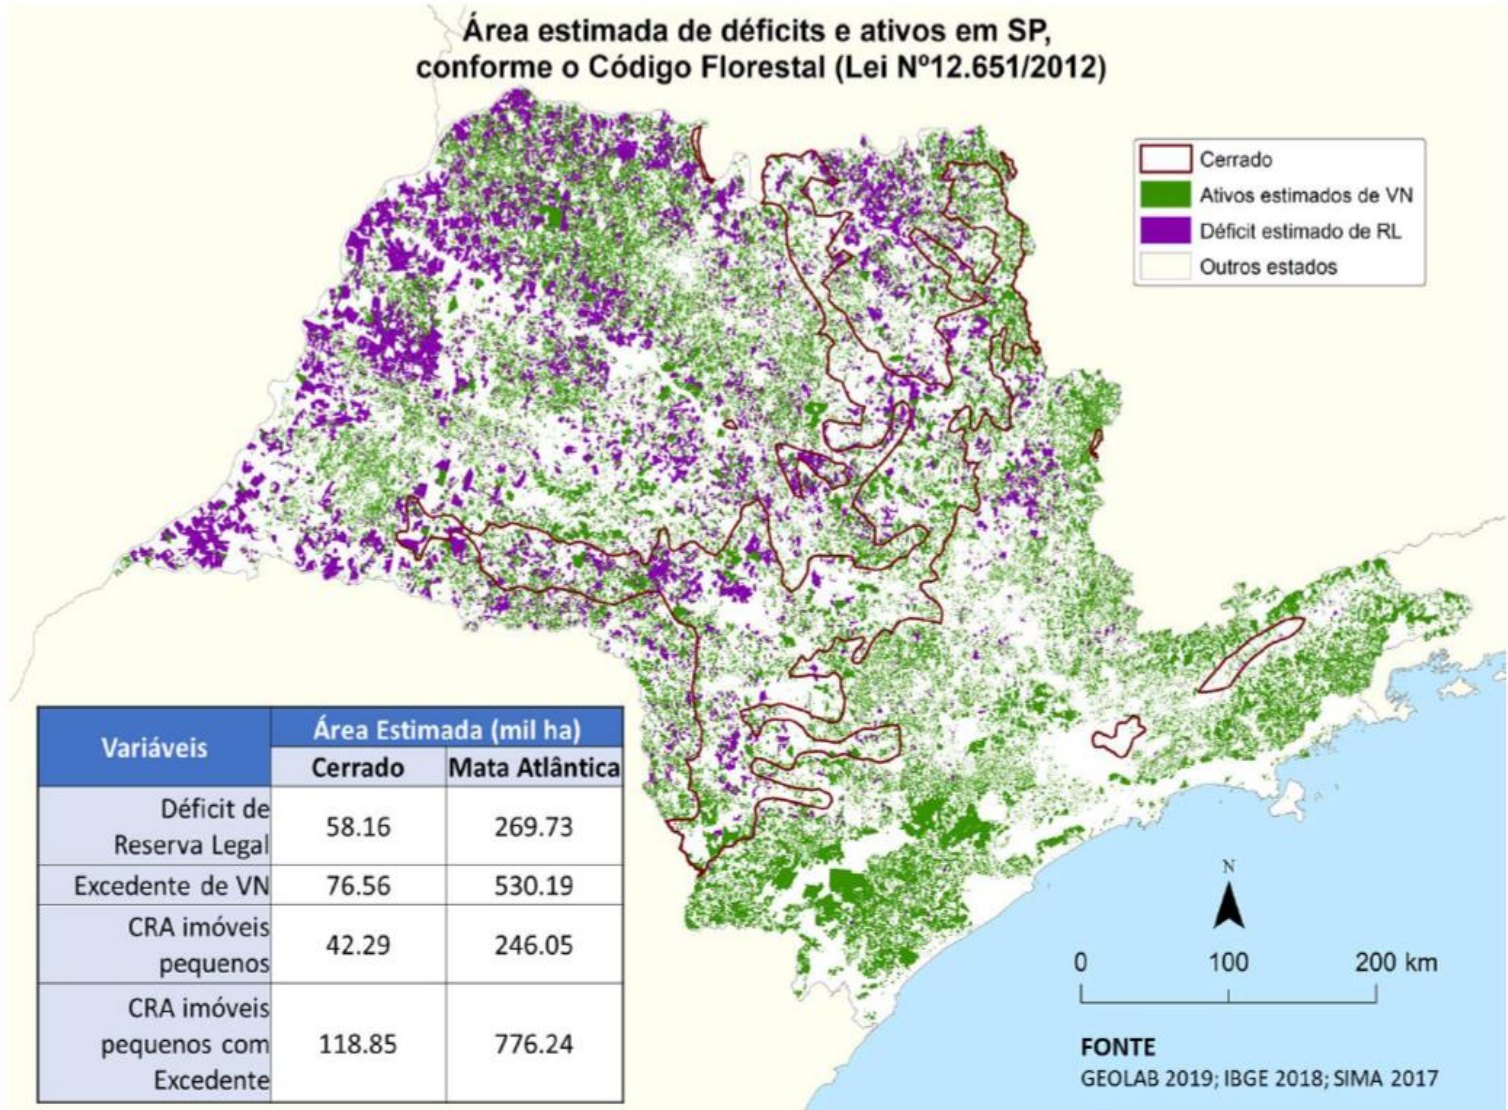 Área estimada de déficits e ativos em SP,
conforme o Código Florestal (Lei Nº12.651/2012)
Cerrado
Ativos estimados de VN
Déficit estimado de RL
Outros estados
Variáveis
Área Estimada (mil ha)
Cerrado Mata Atlântica
Déficit de
Reserva Legal
58.16 269.73
Excedente de VN 76.56 530.19
CRA imóveis
pequenos
42.29 246.05
CRA imóveis
pequenos com
Excedente
118.85 776.24
N
0 100 200 km
FONTE
GEOLAB 2019; IBGE 2018; SIMA 2017